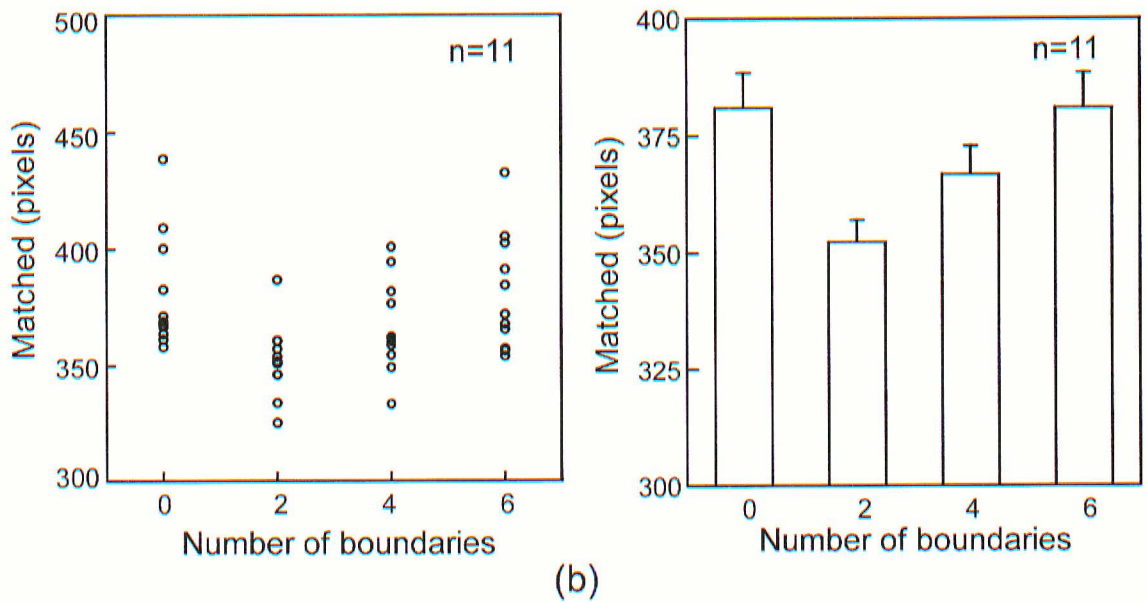 500
450
400
350
300
Matched (pixels)
n=11
0 2 4 6
Number of boundaries
400
375
350
325
300
Matched (pixels)
n=11
0 2 4 6
Number of boundaries
(b)